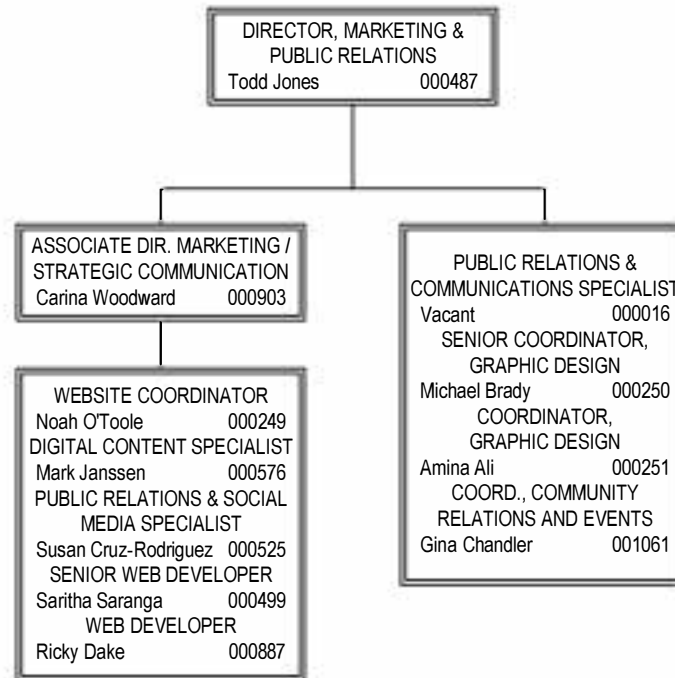 DIRECTOR, MARKETING &
PUBLIC RELATIONS
Todd Jones 000487
ASSOCIATE DIR. MARKETING /
STRATEGIC COMMUNICATION
Carina Woodward 000903
WEBSITE COORDINATOR
Noah O'Toole 000249
DIGITAL CONTENT SPECIALIST
Mark Janssen 000576
PUBLIC RELATIONS & SOCIAL
MEDIA SPECIALIST
Susan Cruz-Rodriguez 000525
SENIOR WEB DEVELOPER
Saritha Saranga 000499
WEB DEVELOPER
Ricky Dake 000887
PUBLIC RELATIONS &
COMMUNICATIONS SPECIALIST
Vacant 000016
SENIOR COORDINATOR,
GRAPHIC DESIGN
Michael Brady 000250
COORDINATOR,
GRAPHIC DESIGN
Amina Ali 000251
COORD., COMMUNITY
RELATIONS AND EVENTS
Gina Chandler 001061